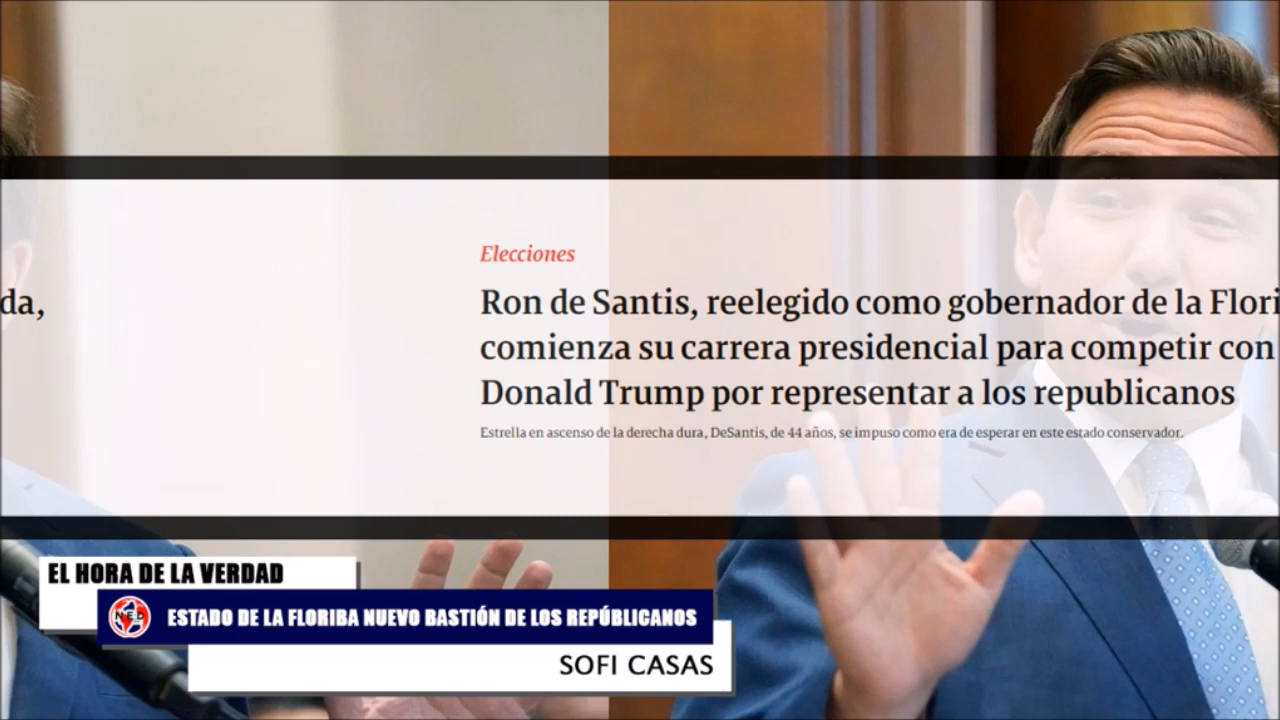 Elecciones
da,
Ron de Santis, reelegido como gobernador de la Flori
comienza su carrera presidencial para competir con
Donald Trump por representar a los republicanos
Estrella en ascenso de la derecha dura, DeSantis, de 44 años, se impuso como era de esperar en este estado conservador.
EL HORA DE LA VERDAD
ESTADO DE LA FLORIBA NUEVO BASTIÓN DE LOS REPÚBLICANOS
SOFI CASAS